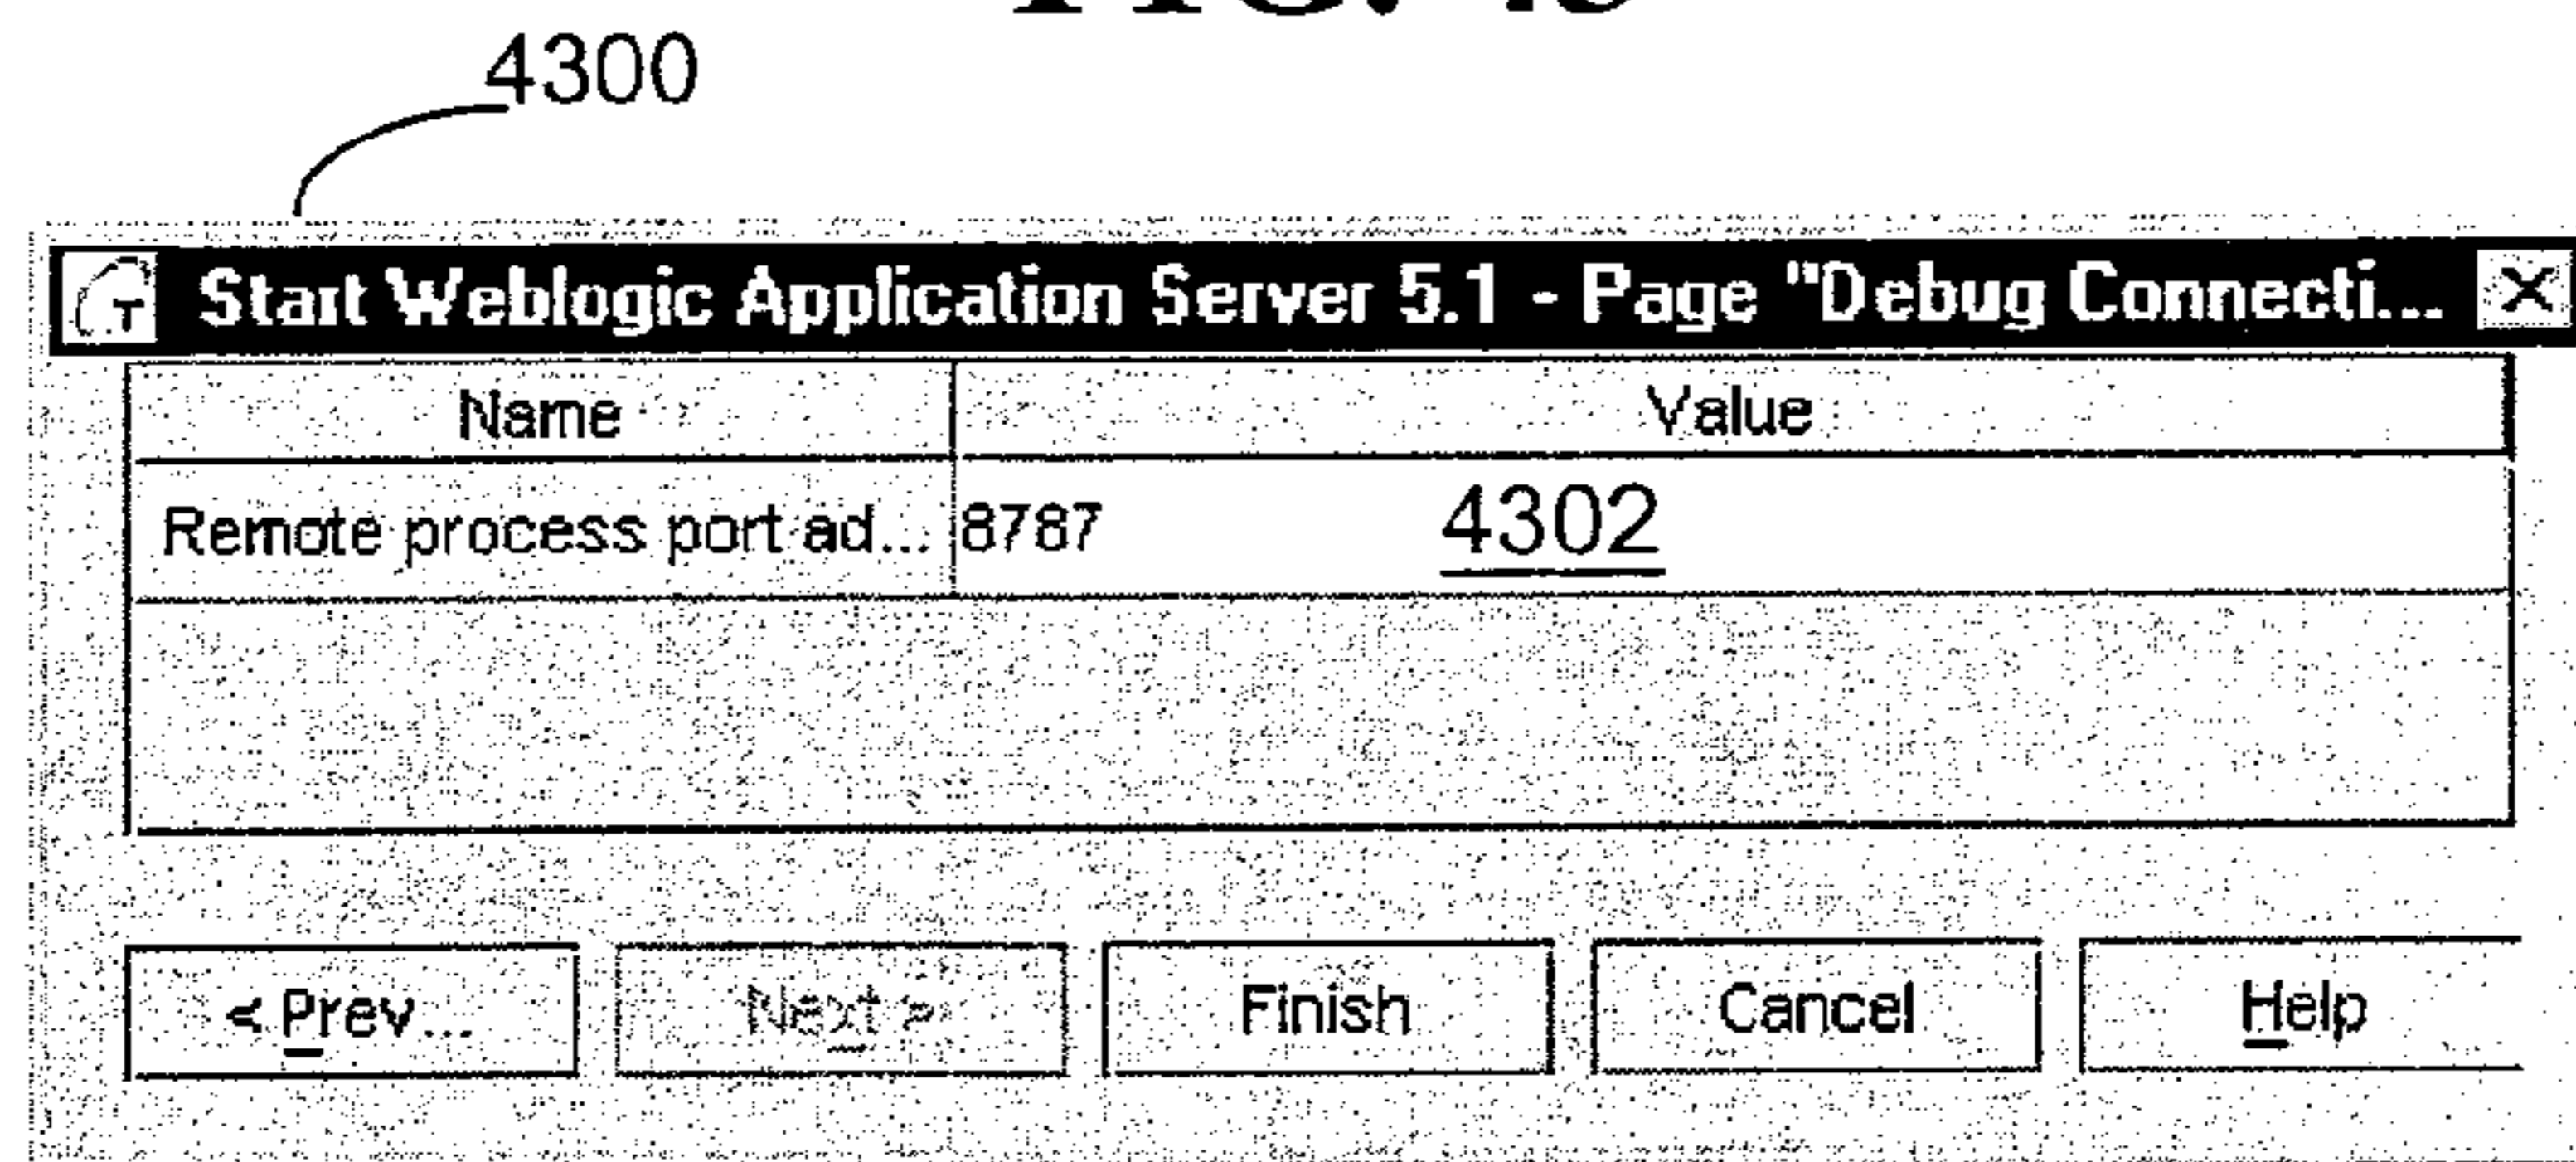 4300
Start Weblogic Application Server 5.1 - Page "Debug Connecti...
Name Value
Remote process port ad... 8787 4302
< Prev... Next > Finish Cancel Help